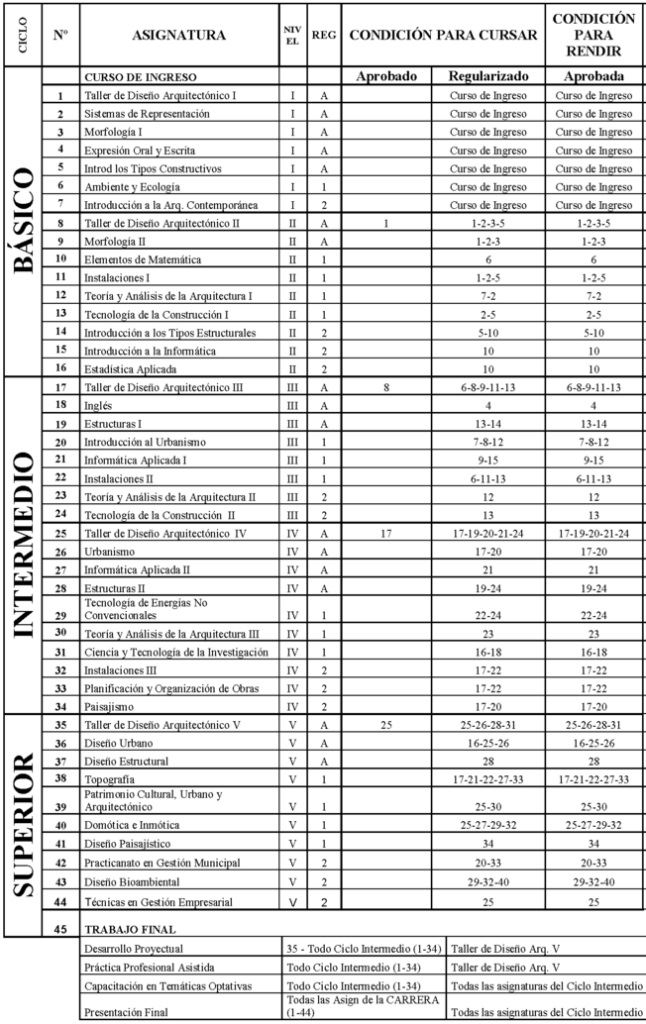 CICLO Nº ASIGNATURA NIV EL REG CONDICIÓN PARA CURSAR CONDICIÓN PARA RENDIR
CURSO DE INGRESO Aprobado Regularizado Aprobada
BÁSICO
1 Taller de Diseño Arquitectónico I I A Curso de Ingreso Curso de Ingreso
2 Sistemas de Representación I A Curso de Ingreso Curso de Ingreso
3 Morfología I I A Curso de Ingreso Curso de Ingreso
4 Expresión Oral y Escrita I A Curso de Ingreso Curso de Ingreso
5 Introd los Tipos Constructivos I A Curso de Ingreso Curso de Ingreso
6 Ambiente y Ecología I 1 Curso de Ingreso Curso de Ingreso
7 Introducción a la Arq. Contemporánea I 2 Curso de Ingreso Curso de Ingreso
8 Taller de Diseño Arquitectónico II II A 1 1-2-3-5 1-2-3-5
9 Morfología II II A 1-2-3 1-2-3
10 Elementos de Matemática II 1 6 6
11 Instalaciones I II 1 1-2-5 1-2-5
12 Teoría y Análisis de la Arquitectura I II 1 7-2 7-2
13 Tecnología de la Construcción I II 1 2-5 2-5
14 Introducción a los Tipos Estructurales II 2 5-10 5-10
15 Introducción a la Informática II 2 10 10
16 Estadística Aplicada II 2 10 10
INTERMEDIO
17 Taller de Diseño Arquitectónico III III A 8 6-8-9-11-13 6-8-9-11-13
18 Inglés III A 4 4
19 Estructuras I III A 13-14 13-14
20 Introducción al Urbanismo III 1 7-8-12 7-8-12
21 Informática Aplicada I III 1 9-15 9-15
22 Instalaciones II III 1 6-11-13 6-11-13
23 Teoría y Análisis de la Arquitectura II III 2 12 12
24 Tecnología de la Construcción II III 2 13 13
25 Taller de Diseño Arquitectónico IV IV A 17 17-19-20-21-24 17-19-20-21-24
26 Urbanismo IV A 17-20 17-20
27 Informática Aplicada II IV A 21 21
28 Estructuras II IV A 19-24 19-24
29 Tecnología de Energías No Convencionales IV 1 22-24 22-24
30 Teoría y Análisis de la Arquitectura III IV 1 23 23
31 Ciencia y Tecnología de la Investigación IV 1 16-18 16-18
32 Instalaciones III IV 2 17-22 17-22
33 Planificación y Organización de Obras IV 2 17-22 17-22
34 Paisajismo IV 2 17-20 17-20
SUPERIOR
35 Taller de Diseño Arquitectónico V V A 25 25-26-28-31 25-26-28-31
36 Diseño Urbano V A 16-25-26 16-25-26
37 Diseño Estructural V A 28 28
38 Topografía V 1 17-21-22-27-33 17-21-22-27-33
39 Patrimonio Cultural, Urbano y Arquitectónico V 1 25-30 25-30
40 Domótica e Inmótica V 1 25-27-29-32 25-27-29-32
41 Diseño Paisajístico V 1 34 34
42 Practicanato en Gestión Municipal V 2 20-33 20-33
43 Diseño Bioambiental V 2 29-32-40 29-32-40
44 Técnicas en Gestión Empresarial V 2 25 25
45 TRABAJO FINAL
Desarrollo Proyectual 35 - Todo Ciclo Intermedio (1-34) Taller de Diseño Arq. V
Práctica Profesional Asistida Todo Ciclo Intermedio (1-34) Taller de Diseño Arq. V
Capacitación en Temáticas Optativas Todo Ciclo Intermedio (1-34) Todas las asignaturas del Ciclo Intermedio
Presentación Final Todas las Asign de la CARRERA (1-44) Todas las asignaturas del Ciclo Intermedio